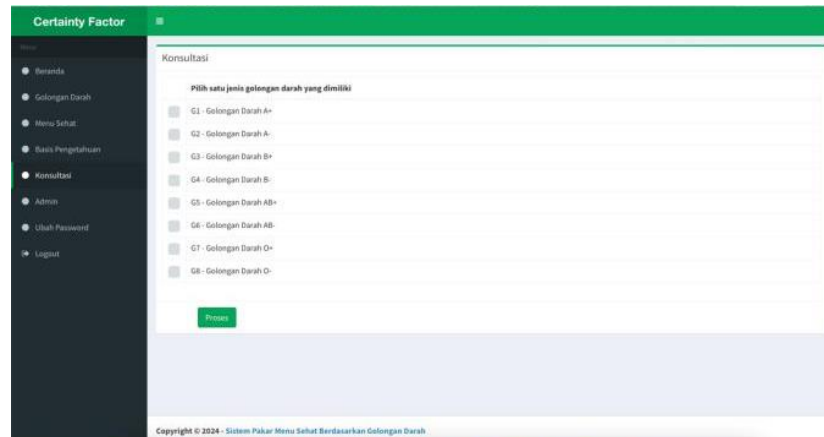 Certainty Factor
Menu
Beranda
Golongan Darah
Menu Sehat
Basis Pengetahuan
Konsultasi
Admin
Ubah Password
Logout
Konsultasi
Pilih satu jenis golongan darah yang dimiliki
G1 - Golongan Darah A+
G2 - Golongan Darah A-
G3 - Golongan Darah B+
G4 - Golongan Darah B-
G5 - Golongan Darah AB+
G6 - Golongan Darah AB-
G7 - Golongan Darah O+
G8 - Golongan Darah O-
Proses
Copyright © 2024 - Sistem Pakar Menu Sehat Berdasarkan Golongan Darah